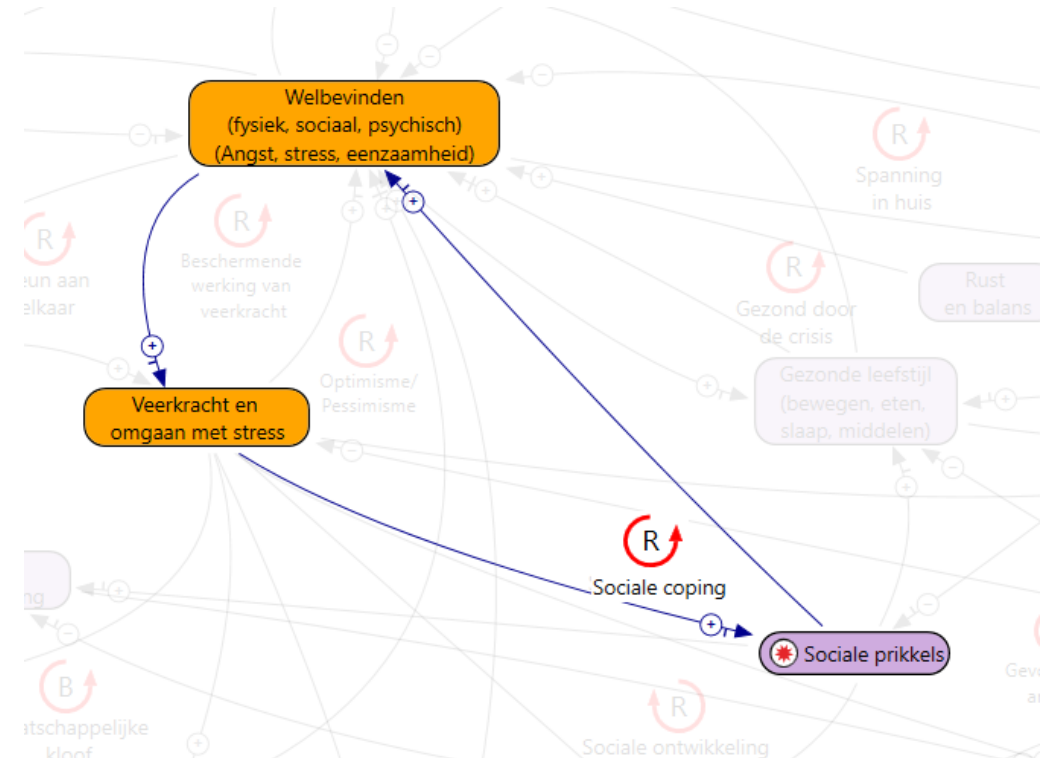 Welbevinden
(fysiek, sociaal, psychisch)
(Angst, stress, eenzaamheid)
R
Spanning
in huis
R
elkaar
R
Beschermende
werking van
veerkracht
R
Gezond door
de crisis
Rust
en balans
R
Optimisme/
Pessimisme
Gezonde leefstijl
(bewegen, eten,
slaap, middelen)
Veerkracht en
omgaan met stress
R
Sociale coping
Sociale prikkels
B
kloof
R
Sociale ontwikkeling